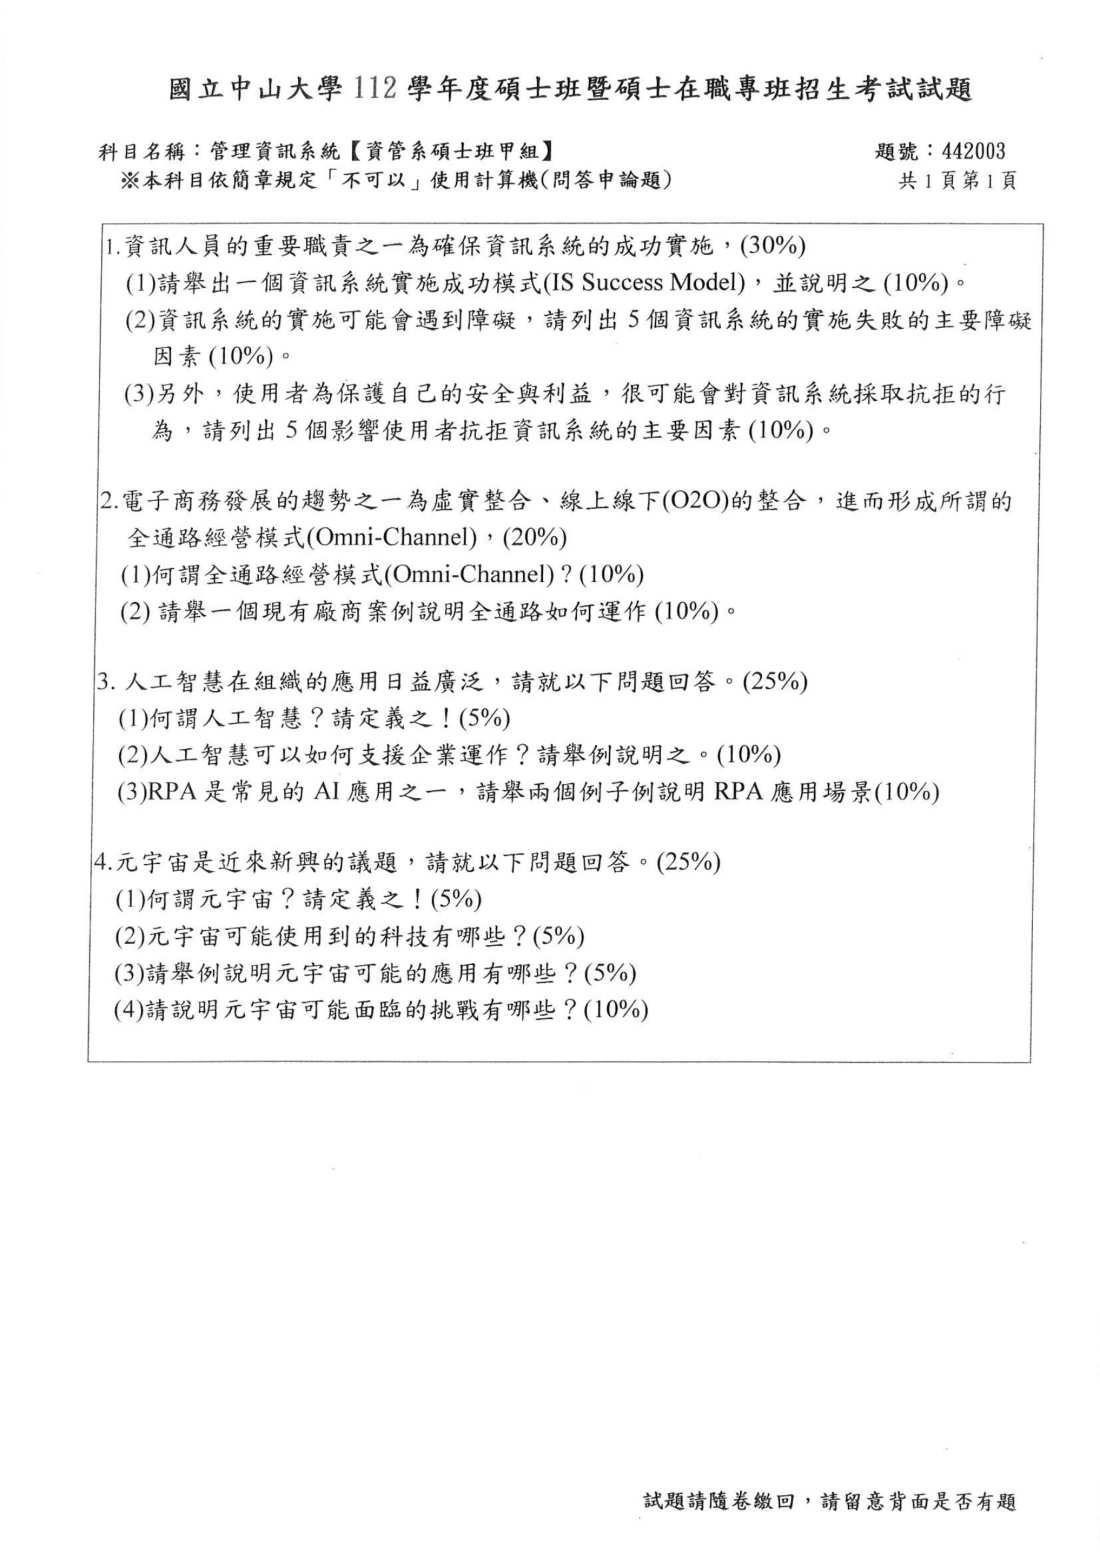 國立中山大學 112 學年度碩士班暨碩士在職專班招生考試試題
科目名稱：管理資訊系統【資管系碩士班甲組】 題號：442003
※本科目依簡章規定「不可以」使用計算機(問答申論題) 共 1 頁第 1 頁
1.資訊人員的重要職責之一為確保資訊系統的成功實施，(30%)
(1)請舉出一個資訊系統實施成功模式(IS Success Model)，並說明之 (10%)。
(2)資訊系統的實施可能會遇到障礙，請列出 5 個資訊系統的實施失敗的主要障礙
因素 (10%)。
(3)另外，使用者為保護自己的安全與利益，很可能會對資訊系統採取抗拒的行
為，請列出 5 個影響使用者抗拒資訊系統的主要因素 (10%)。
2.電子商務發展的趨勢之一為虛實整合、線上線下(O2O)的整合，進而形成所謂的
全通路經營模式(Omni-Channel)，(20%)
(1)何謂全通路經營模式(Omni-Channel)？(10%)
(2) 請舉一個現有廠商案例說明全通路如何運作 (10%)。
3. 人工智慧在組織的應用日益廣泛，請就以下問題回答。(25%)
(1)何謂人工智慧？請定義之！(5%)
(2)人工智慧可以如何支援企業運作？請舉例說明之。(10%)
(3)RPA 是常見的 AI 應用之一，請舉兩個例子例說明 RPA 應用場景(10%)
4.元宇宙是近來新興的議題，請就以下問題回答。(25%)
(1)何謂元宇宙？請定義之！(5%)
(2)元宇宙可能使用到的科技有哪些？(5%)
(3)請舉例說明元宇宙可能的應用有哪些？(5%)
(4)請說明元宇宙可能面臨的挑戰有哪些？(10%)
試題請隨卷繳回，請留意背面是否有題